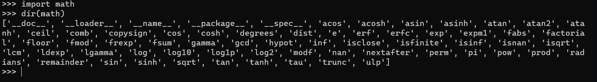 >>> import math
>>> dir(math)
['__doc__', '__loader__', '__name__', '__package__', '__spec__', 'acos', 'acosh', 'asin', 'asinh', 'atan', 'atan2', 'ata
nh', 'ceil', 'comb', 'copysign', 'cos', 'cosh', 'degrees', 'dist', 'e', 'erf', 'erfc', 'exp', 'expm1', 'fabs', 'factoria
l', 'floor', 'fmod', 'frexp', 'fsum', 'gamma', 'gcd', 'hypot', 'inf', 'isclose', 'isfinite', 'isinf', 'isnan', 'isqrt',
'lcm', 'ldexp', 'lgamma', 'log', 'log10', 'log1p', 'log2', 'modf', 'nan', 'nextafter', 'perm', 'pi', 'pow', 'prod', 'rad
ians', 'remainder', 'sin', 'sinh', 'sqrt', 'tan', 'tanh', 'tau', 'trunc', 'ulp']
>>>